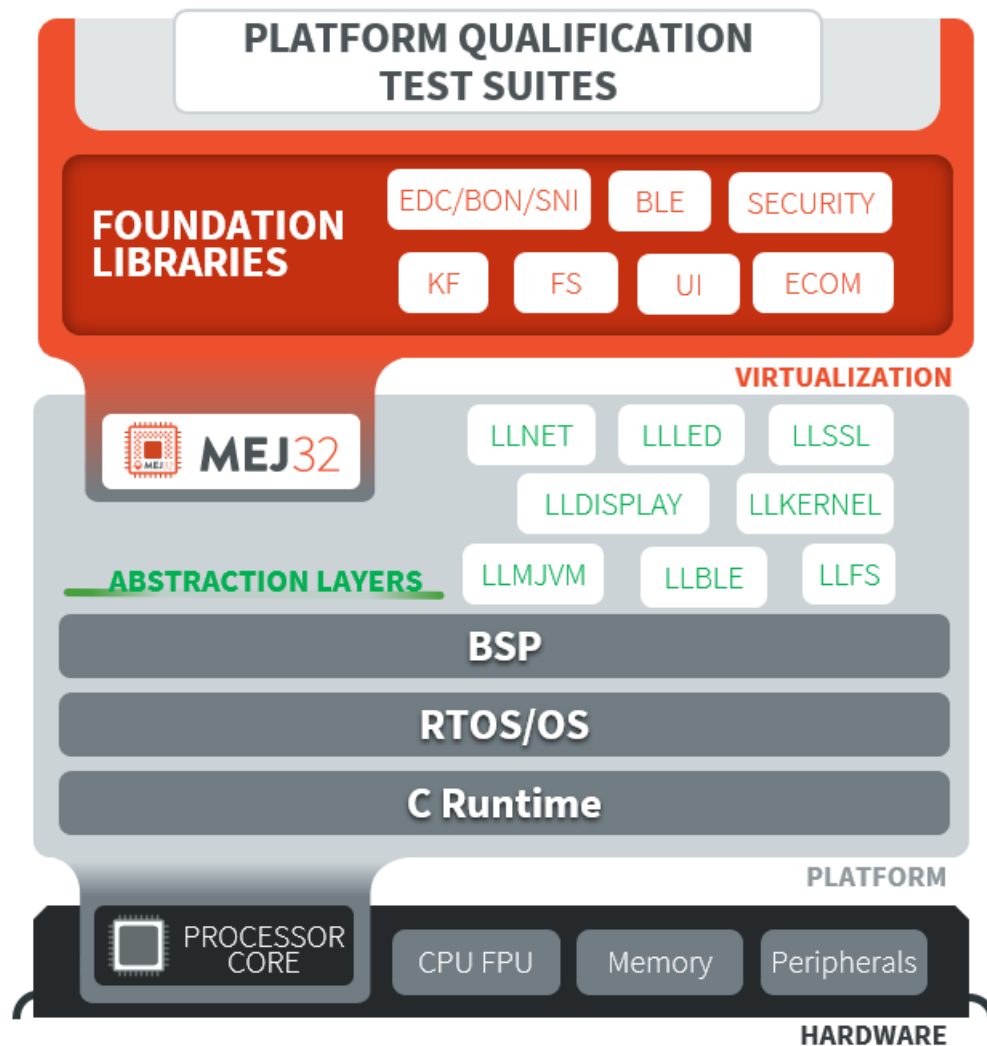 PLATFORM QUALIFICATION
TEST SUITES
FOUNDATION
LIBRARIES
EDC/BON/SNI
BLE
SECURITY
KF
FS
UI
ECOM
VIRTUALIZATION
MEJ32
MEJ32
LLNET
LLLED
LLSSL
LLDISPLAY
LLKERNEL
ABSTRACTION LAYERS
LLMJVM
LLBLE
LLFS
BSP
RTOS/OS
C Runtime
PLATFORM
PROCESSOR
CORE
CPU FPU
Memory
Peripherals
HARDWARE